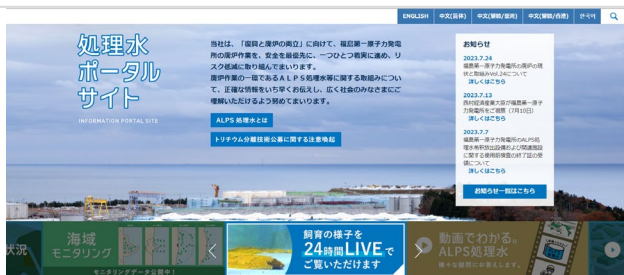 ENGLISH
中文(简体)
中文(繁體/臺灣)
中文(繁體/香港)
한국어
処理水
ポータル
サイト
INFORMATION PORTAL SITE
当社は、「復興と廃炉の両立」に向けて、福島第一原子力発電
所の廃炉作業を、安全を最優先に、一つひとつ着実に進め、リ
スク低減に取り組んでまいります。
廃炉作業の一環であるALPS処理水等に関する取組みについ
て、正確な情報をいち早くお伝えし、広く社会のみなさまにご
理解いただけるよう努めてまいります。
ALPS 処理水とは
トリチウム分離技術公募に関する注意喚起
お知らせ
2023.7.24
福島第一原子力発電所の廃炉の現
状と取組みVol.24について
詳しくはこちら
2023.7.13
西村経済産業大臣が福島第一原子
力発電所をご視察（7月10日）
詳しくはこちら
2023.7.7
福島第一原子力発電所のALPS処
理水希釈放出設備および関連施設
に関する使用前検査の終了証の受
領について
詳しくはこちら
お知らせ一覧はこちら
状況
海域
モニタリング
モニタリングデータ公開中！
飼育の様子を
24時間LIVEで
ご覧いただけます
動画でわかる。
ALPS処理水
様々な疑問にお答えします。